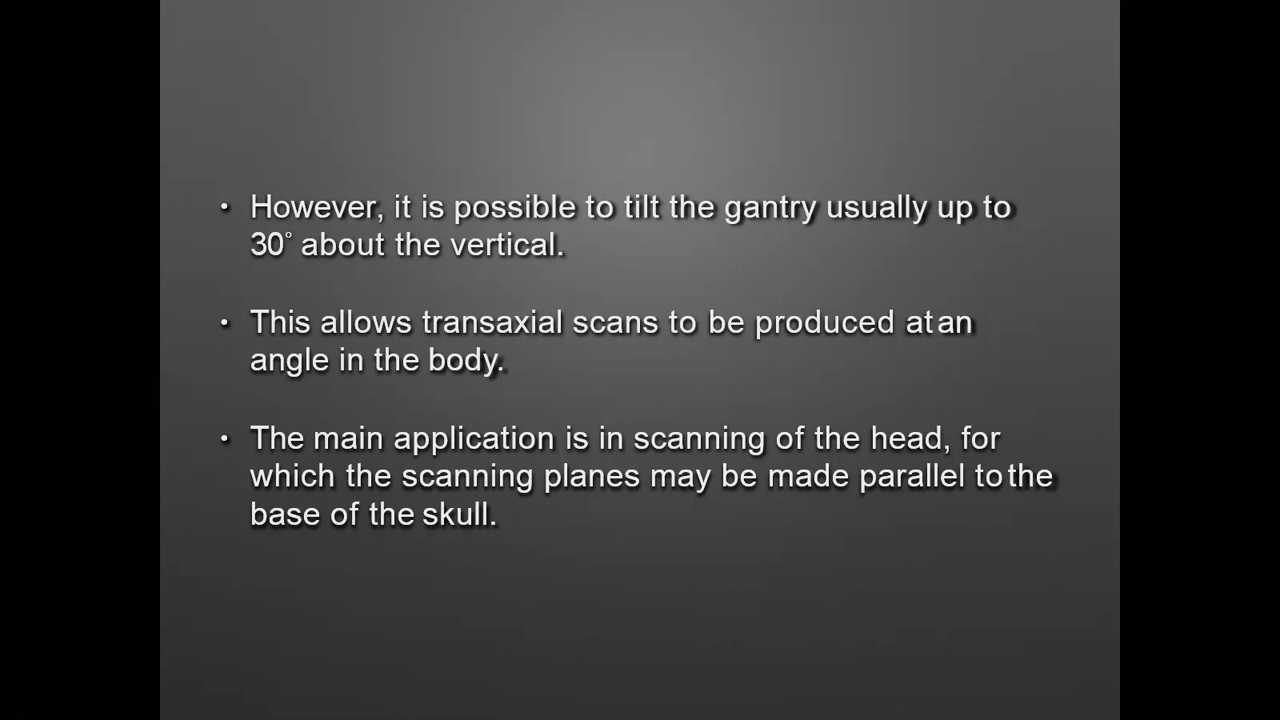 • However, it is possible to tilt the gantry usually up to
30° about the vertical.
• This allows transaxial scans to be produced at an
angle in the body.
• The main application is in scanning of the head, for
which the scanning planes may be made parallel to the
base of the skull.